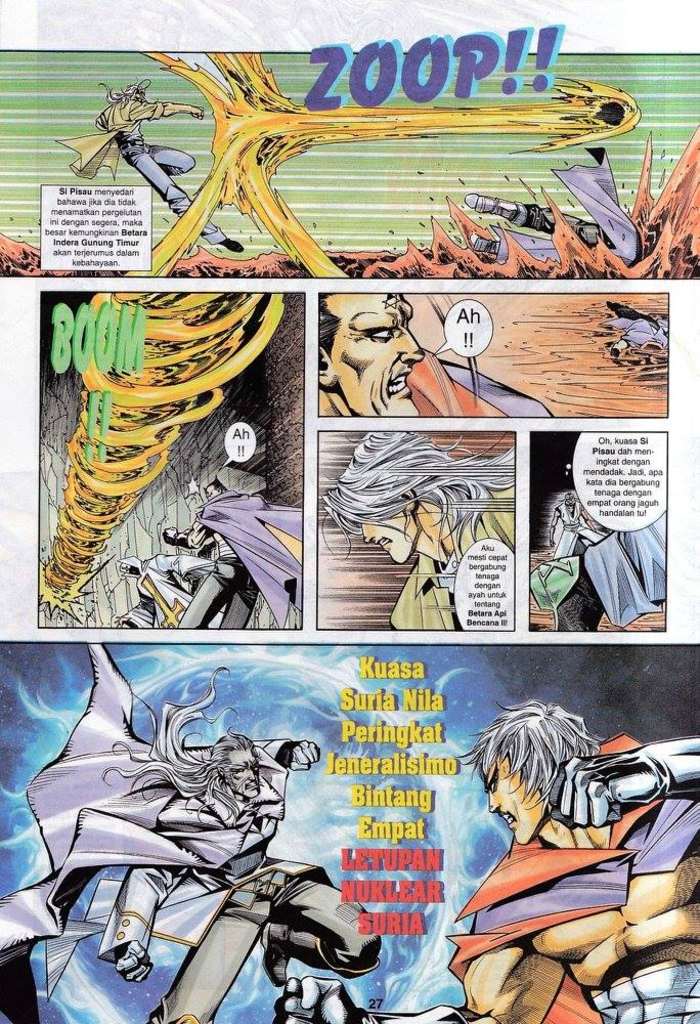 ZOOP!!
Si Pisau menyedari
bahawa jika dia tidak
menamatkan pergelutan
ini dengan segera, maka
besar kemungkinan Betara
Indera Gunung Timur
akan terjerumus dalam
kebahayaan.
BOOM
!!
Ah
!!
Ah
!!
Aku
mesti cepat
bergabung
tenaga
dengan
ayah untuk
tentang
Betara Api
Bencana II!
Oh, kuasa Si
Pisau dah men-
ingkat dengan
mendadak. Jadi, apa
kata dia bergabung
tenaga dengan
empat orang jaguh
handalan tu!
Kuasa
Suria Nila
Peringkat
Jeneralisimo
Bintang
Empat
LETUPAN
NUKLEAR
SURIA
27